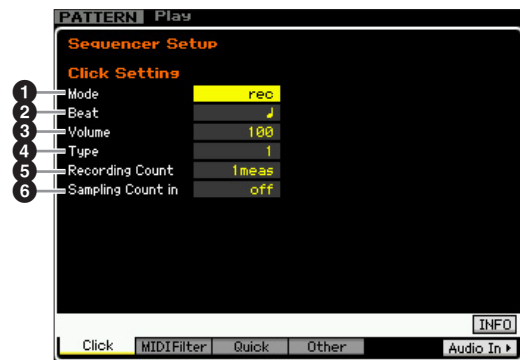 PATTERN Play
Sequencer Setup
Click Setting
1 Mode rec
2 Beat ♩
3 Volume 100
4 Type 1
5 Recording Count 1meas
6 Sampling Count in off
INFO
Click MIDIFilter Quick Other Audio In ▶